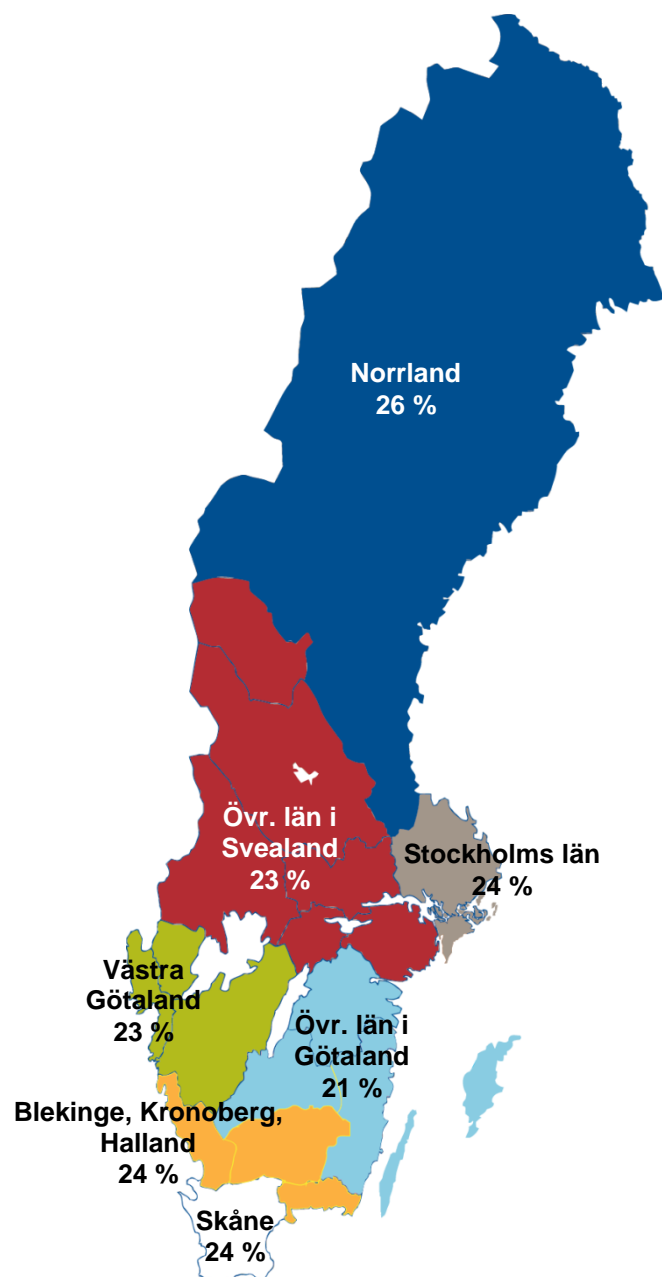 Norrland
26 %
Övr. län i
Svealand
23 %
Stockholms län
24 %
Västra
Götaland
23 %
Övr. län i
Götaland
21 %
Blekinge, Kronoberg,
Halland
24 %
Skåne
24 %